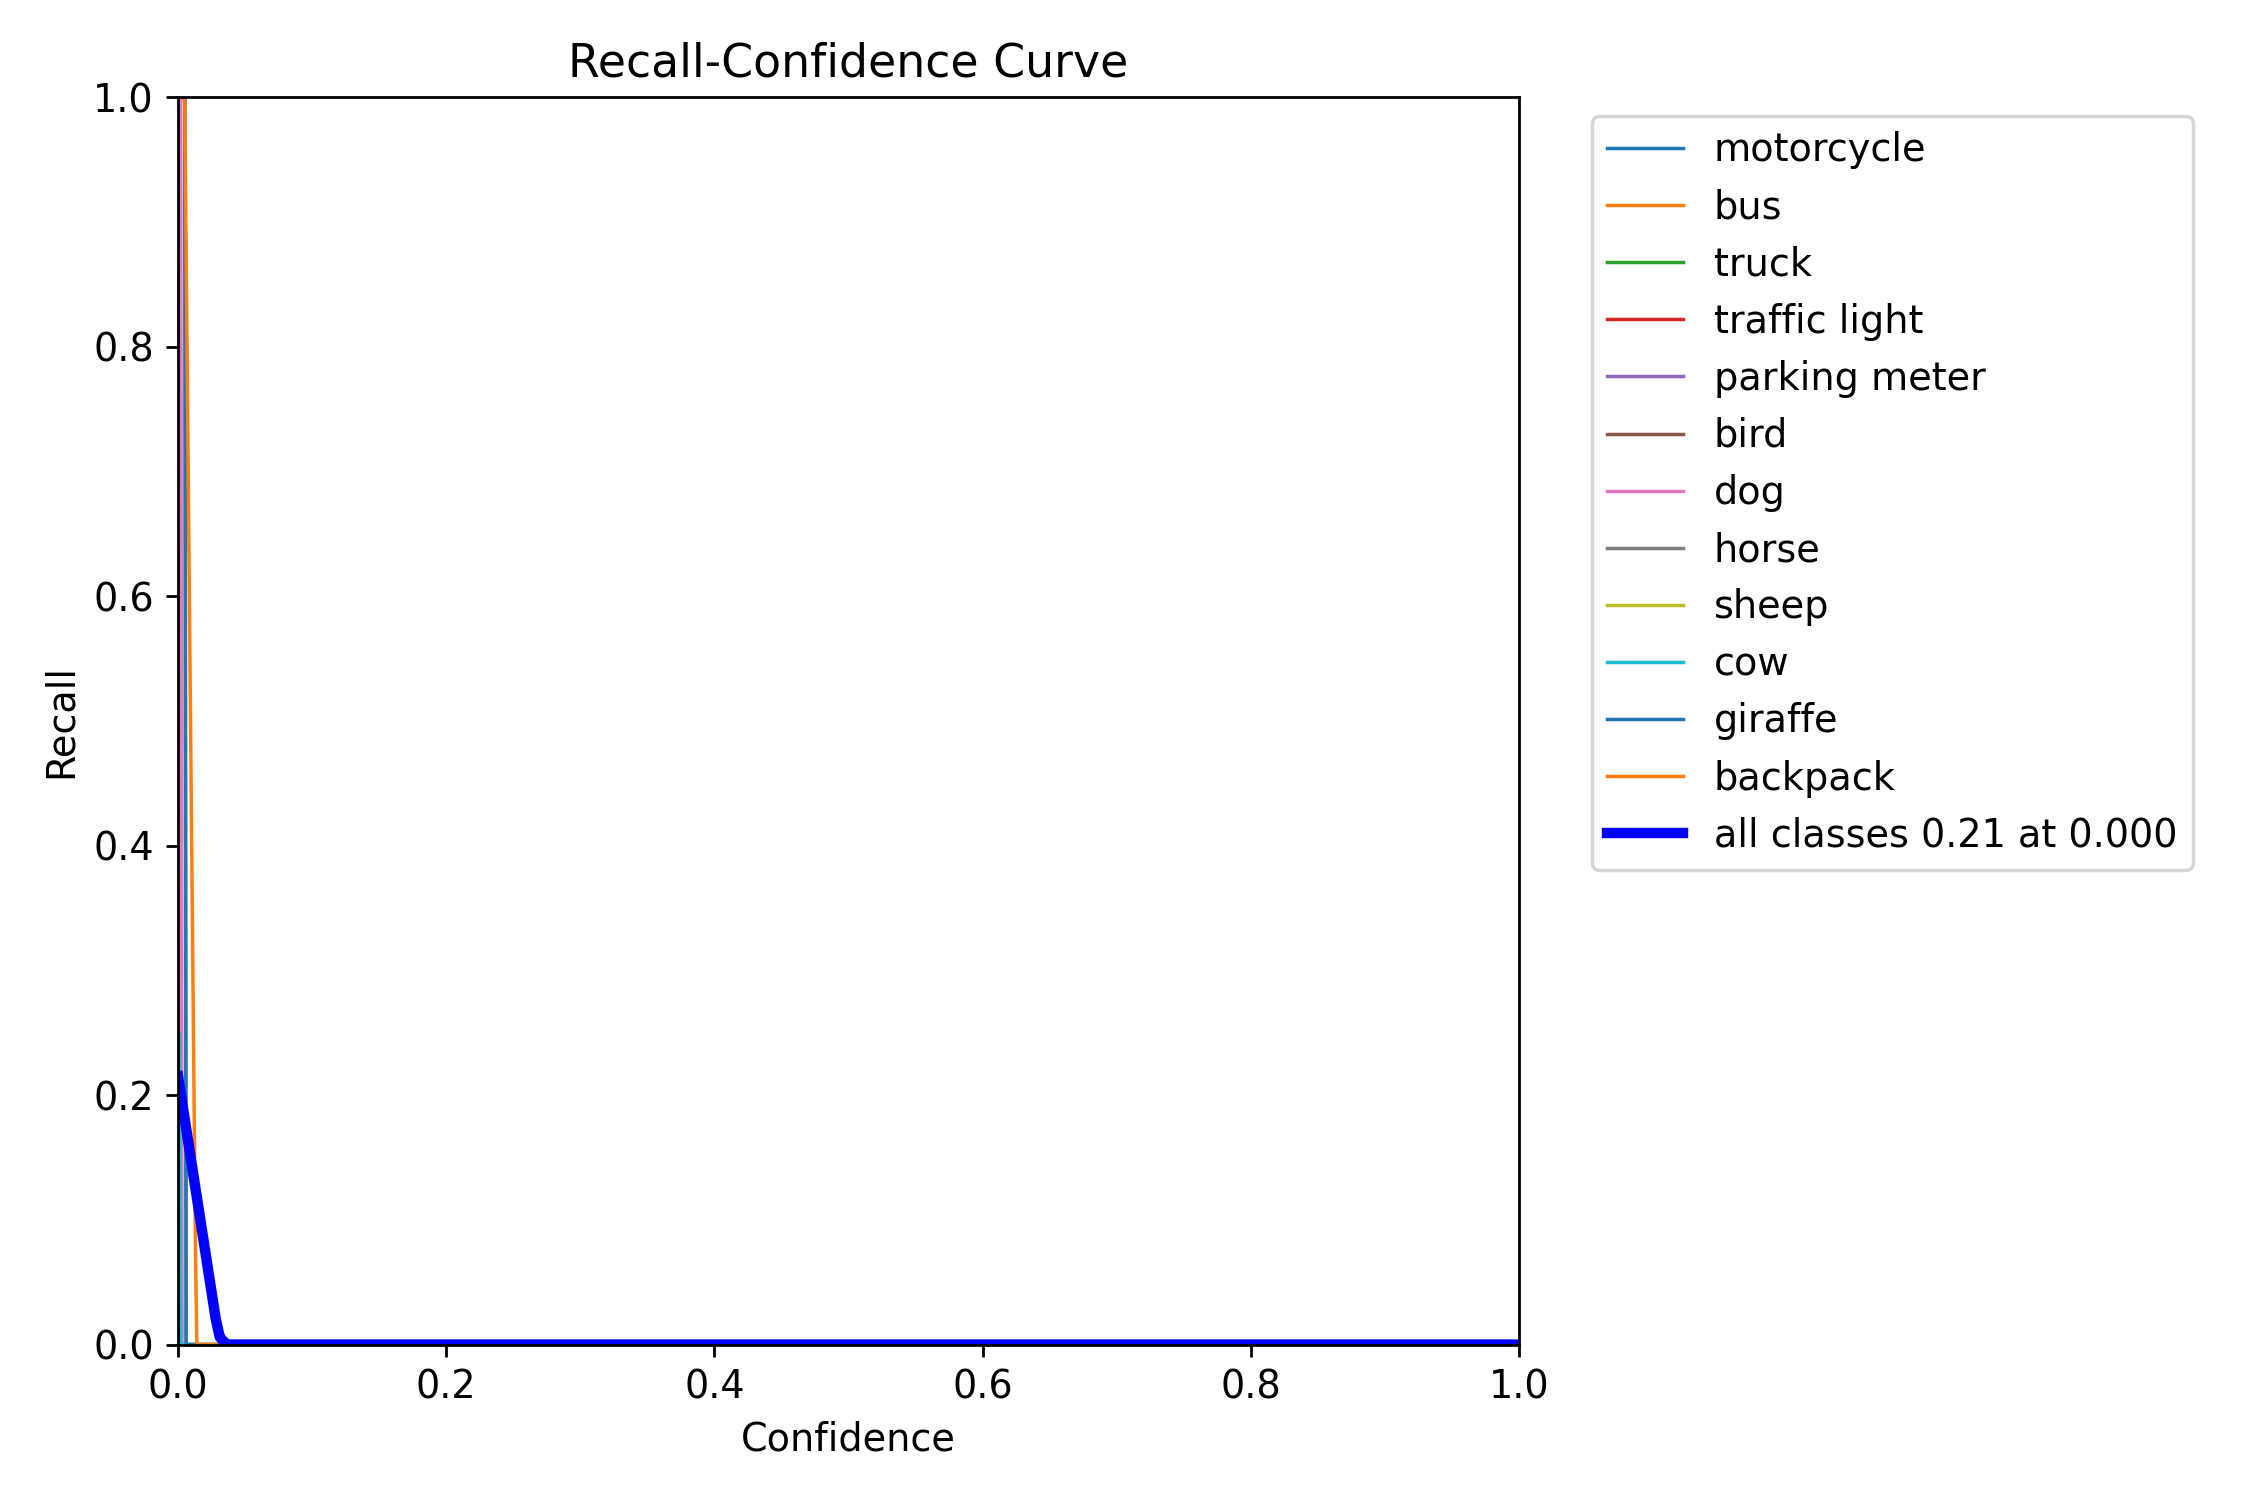 Recall-Confidence Curve
1.0
0.8
0.6
0.4
0.2
0.0
Recall
0.0 0.2 0.4 0.6 0.8 1.0
Confidence
motorcycle
bus
truck
traffic light
parking meter
bird
dog
horse
sheep
cow
giraffe
backpack
all classes 0.21 at 0.000